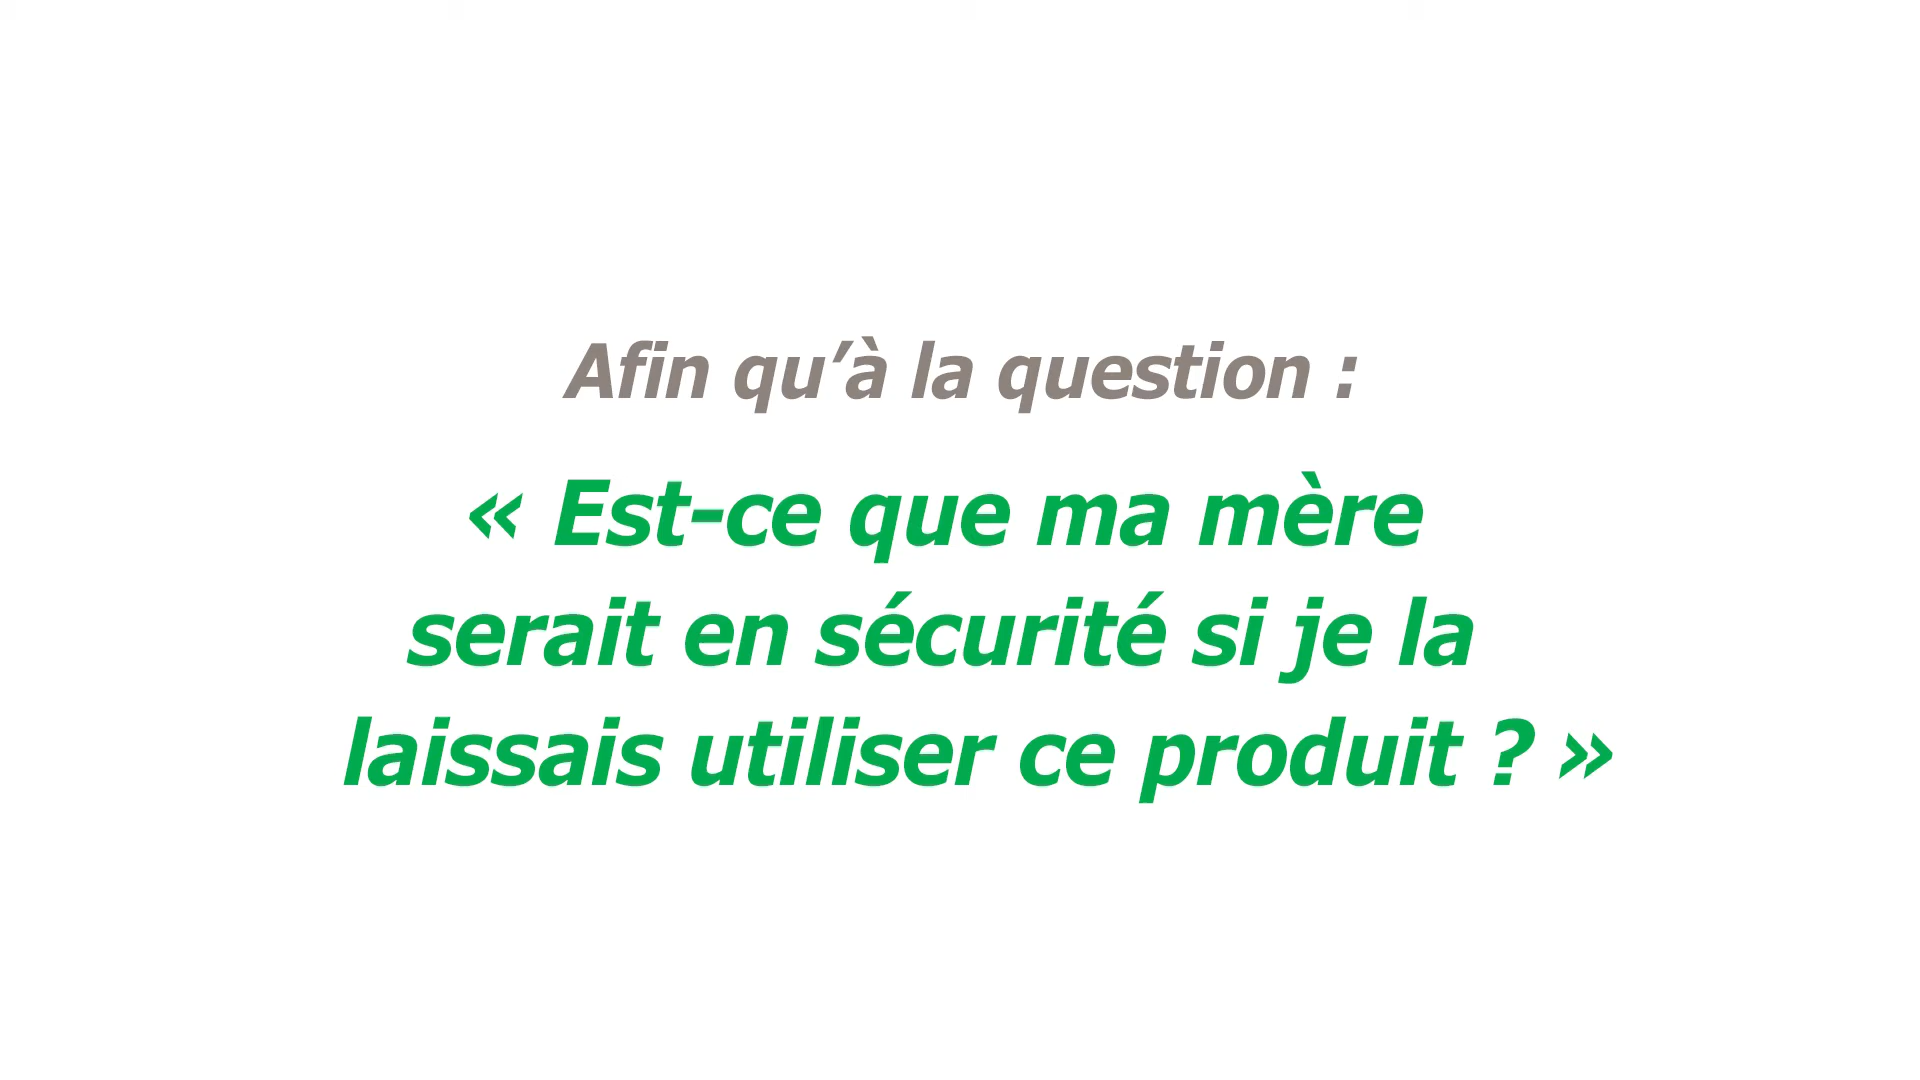 Afin qu’à la question :
« Est-ce que ma mère
serait en sécurité si je la
laissais utiliser ce produit ? »